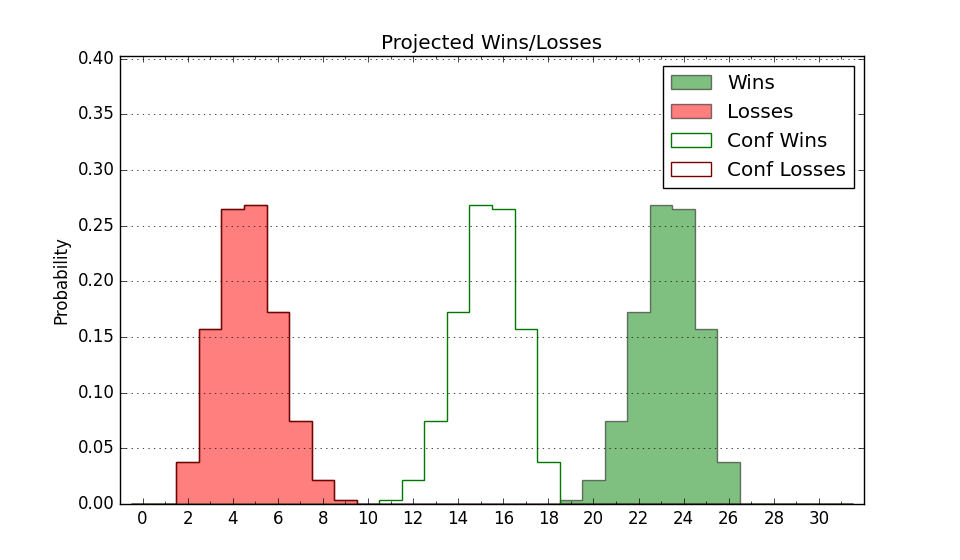 Projected Wins/Losses
0.40
0.35
0.30
0.25
0.20
0.15
0.10
0.05
0.00
Probability
Wins
Losses
Conf Wins
Conf Losses
0 2 4 6 8 10 12 14 16 18 20 22 24 26 28 30